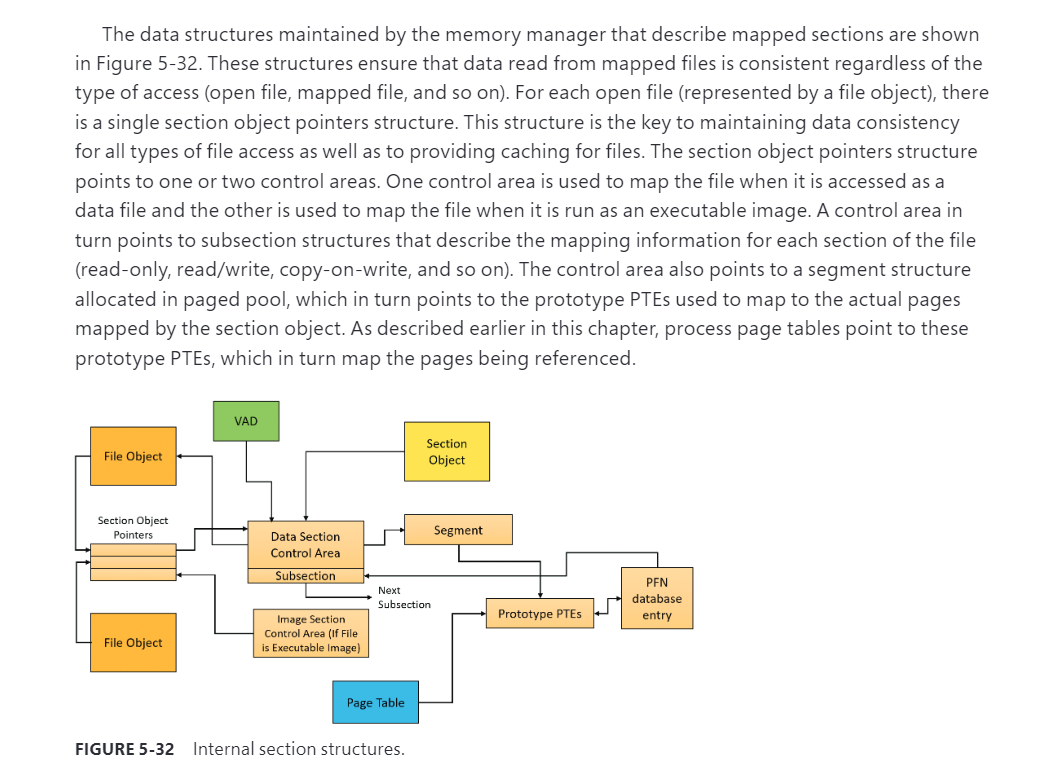 The data structures maintained by the memory manager that describe mapped sections are shown
in Figure 5-32. These structures ensure that data read from mapped files is consistent regardless of the
type of access (open file, mapped file, and so on). For each open file (represented by a file object), there
is a single section object pointers structure. This structure is the key to maintaining data consistency
for all types of file access as well as to providing caching for files. The section object pointers structure
points to one or two control areas. One control area is used to map the file when it is accessed as a
data file and the other is used to map the file when it is run as an executable image. A control area in
turn points to subsection structures that describe the mapping information for each section of the file
(read-only, read/write, copy-on-write, and so on). The control area also points to a segment structure
allocated in paged pool, which in turn points to the prototype PTEs used to map to the actual pages
mapped by the section object. As described earlier in this chapter, process page tables point to these
prototype PTEs, which in turn map the pages being referenced.
VAD
File Object
Section
Object
Section Object
Pointers
Data Section
Control Area
Segment
Subsection
Next
Subsection
PFN
database
entry
Prototype PTEs
Image Section
Control Area (If File
is Executable Image)
File Object
Page Table
FIGURE 5-32 Internal section structures.